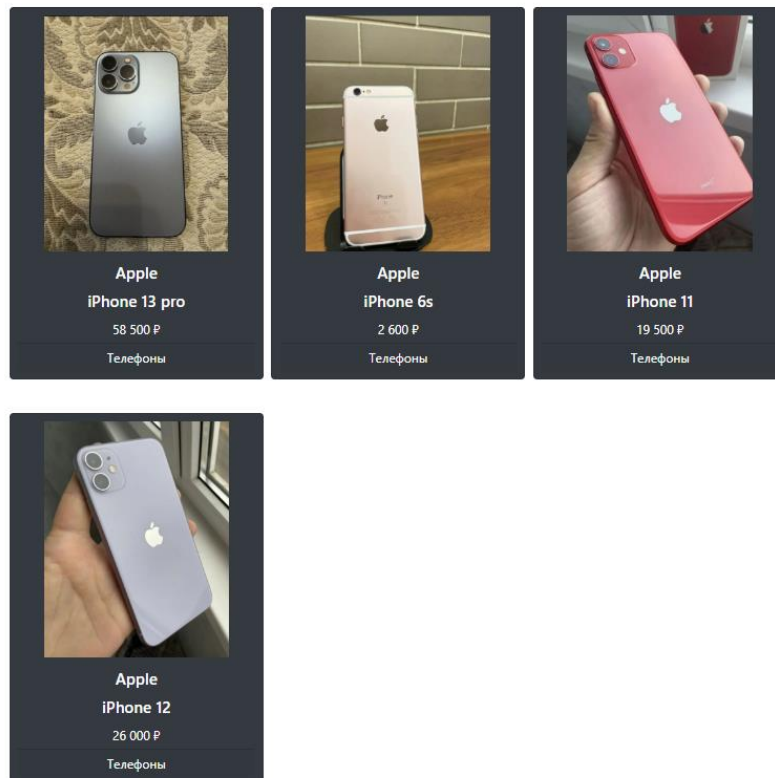 Apple
iPhone 13 pro
58 500 ₽
Телефоны
Apple
iPhone 6s
2 600 ₽
Телефоны
Apple
iPhone 11
19 500 ₽
Телефоны
Apple
iPhone 12
26 000 ₽
Телефоны